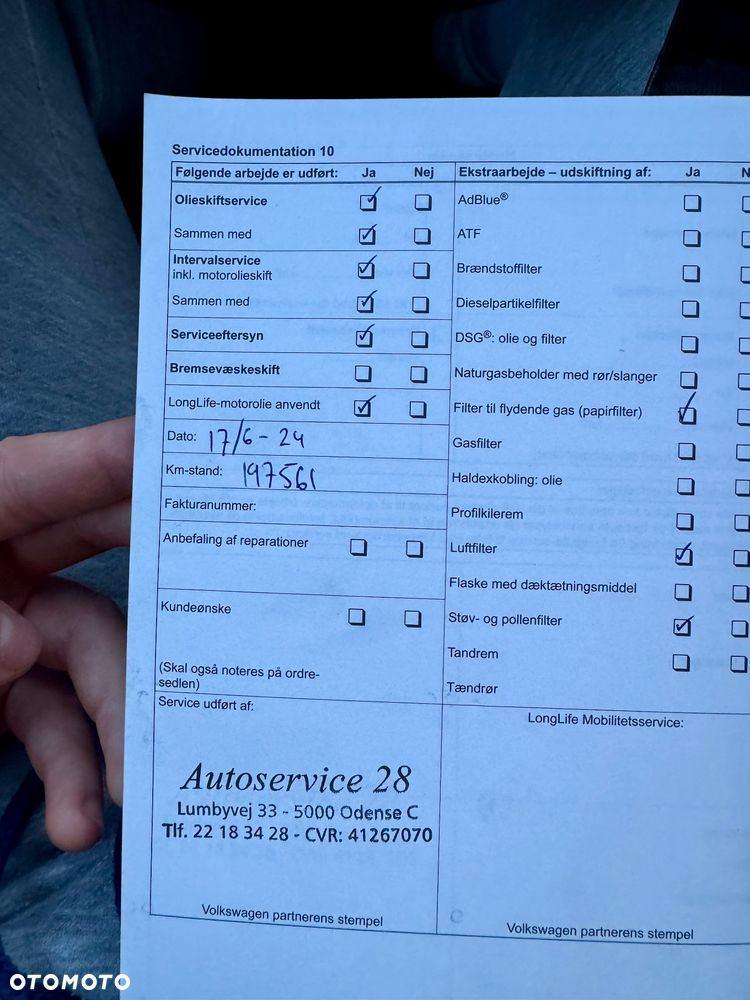 Servicedokumentation 10
Følgende arbejde er udført: Ja Nej
Olieskiftservice
Sammen med
Intervalservice
inkl. motorolieskift
Sammen med
Serviceeftersyn
Bremsevæskeskift
LongLife-motorolie anvendt
Dato: 17/6-24
Km-stand: 197561
Fakturanummer:
Anbefaling af reparationer
Kundeønske
(Skal også noteres på ordre-
sedlen)
Service udført af:
Autoservice 28
Lumbyvej 33 - 5000 Odense C
Tlf. 22 18 34 28 - CVR: 41267070
Volkswagen partnerens stempel
Ekstraarbejde – udskiftning af: Ja N
AdBlue®
ATF
Brændstoffilter
Dieselpartikelfilter
DSG®: olie og filter
Naturgasbeholder med rør/slanger
Filter til flydende gas (papirfilter)
Gasfilter
Haldexkobling: olie
Profilkilerem
Luftfilter
Flaske med dæktætningsmiddel
Støv- og pollenfilter
Tandrem
Tændrør
LongLife Mobilitetsservice:
Volkswagen partnerens stempel
OTOMOTO